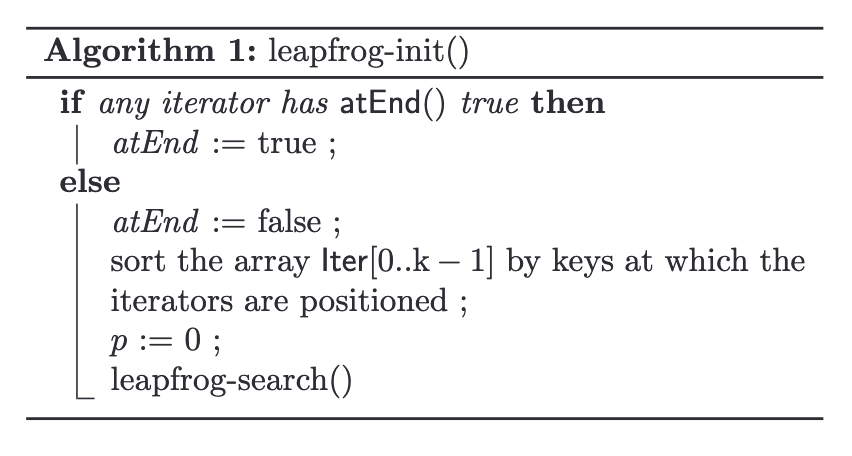 Algorithm 1: leapfrog-init()
if any iterator has atEnd() true then
atEnd := true ;
else
atEnd := false ;
sort the array Iter[0..k − 1] by keys at which the
iterators are positioned ;
p := 0 ;
leapfrog-search()